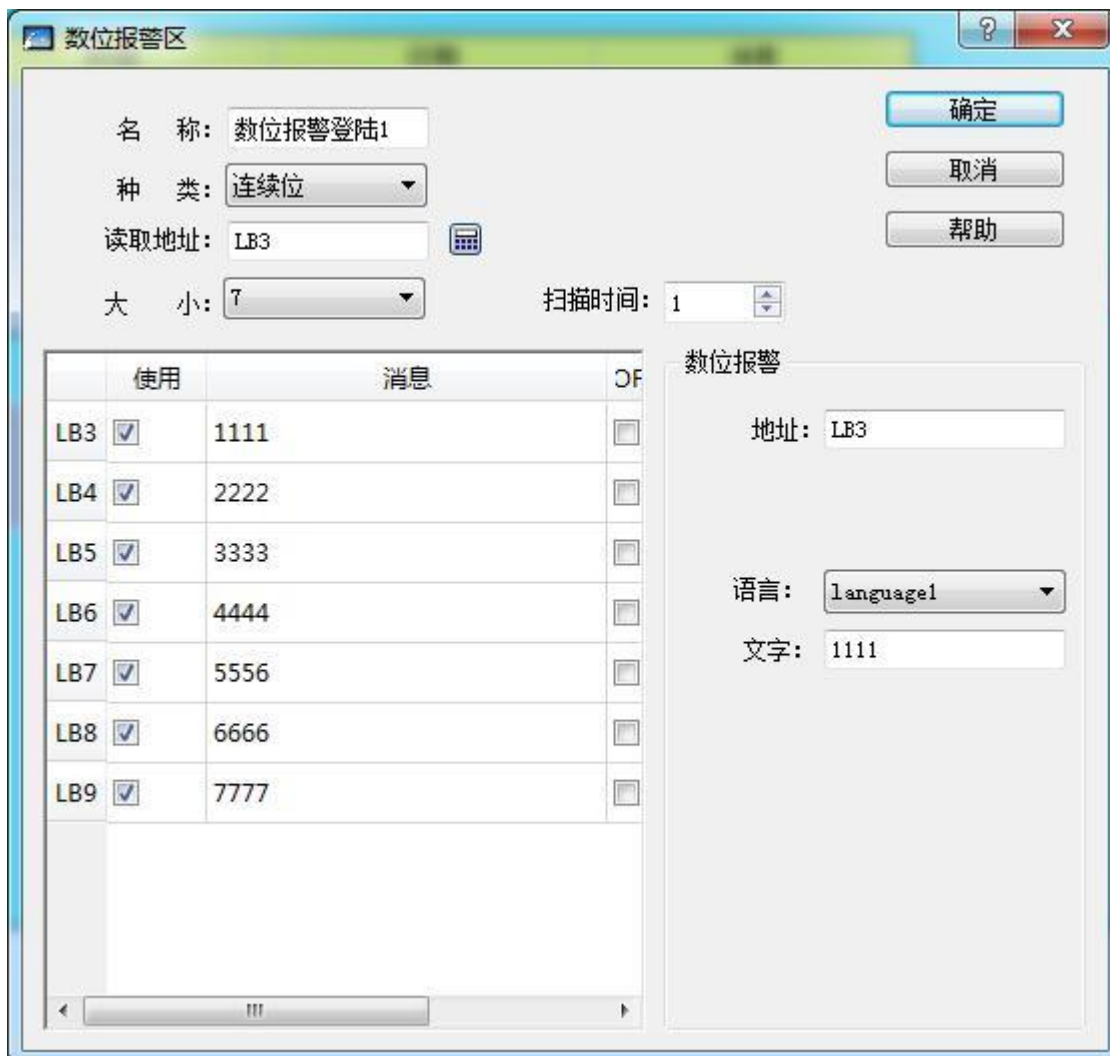 数位报警区
名 称： 数位报警登陆1
确定
种 类： 连续位
取消
读取地址： LB3
帮助
大 小： 7
扫描时间： 1
使用 消息 OF
LB3 1111
LB4 2222
LB5 3333
LB6 4444
LB7 5556
LB8 6666
LB9 7777
数位报警
地址： LB3
语言： language1
文字： 1111